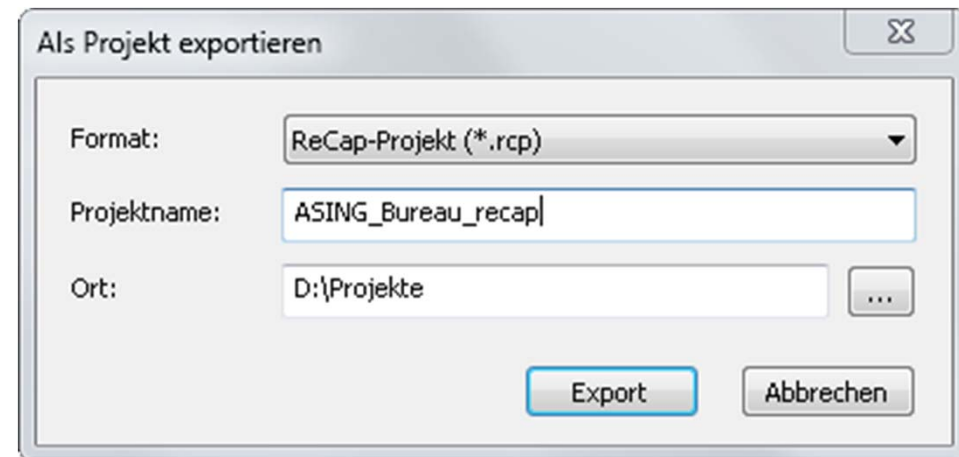 Als Projekt exportieren
Format: ReCap-Projekt (*.rcp)
Projektname: ASING_Bureau_recap
Ort: D:\Projekte ...
Export Abbrechen